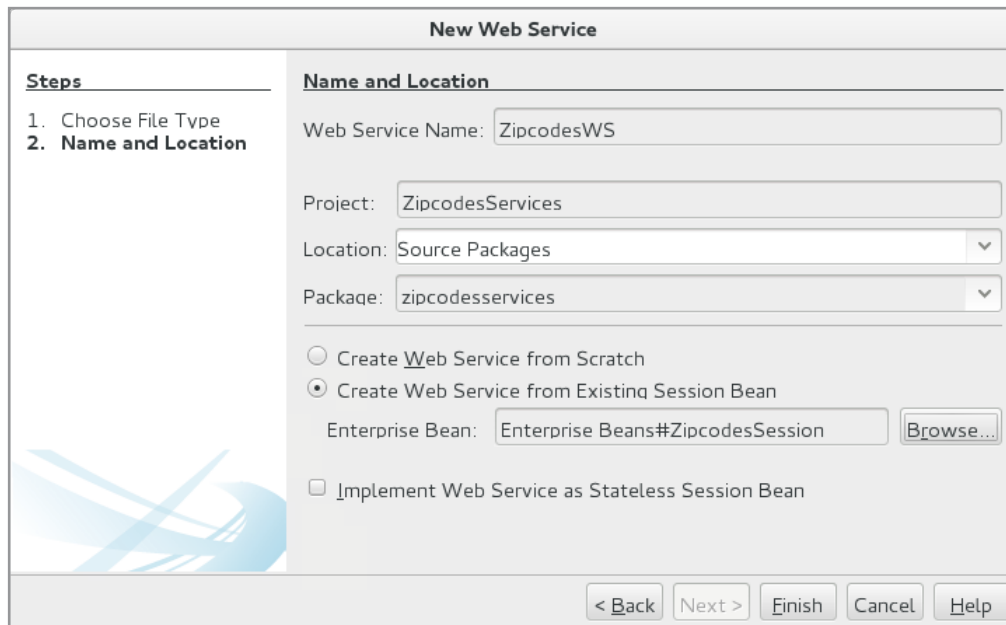 New Web Service
Steps
1. Choose File Type
2. Name and Location
Name and Location
Web Service Name: ZipcodesWS
Project: ZipcodesServices
Location: Source Packages
Package: zipcodesservices
Create Web Service from Scratch
Create Web Service from Existing Session Bean
Enterprise Bean: Enterprise Beans#ZipcodesSession Browse...
Implement Web Service as Stateless Session Bean
< Back Next > Finish Cancel Help